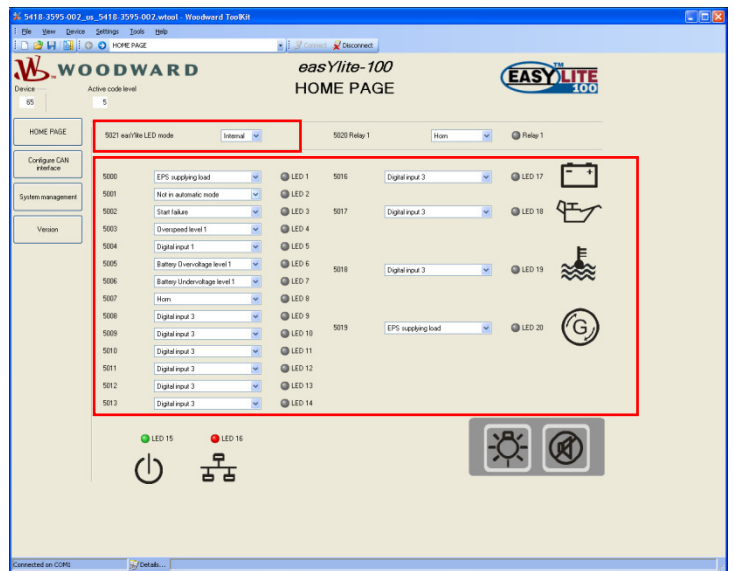 5418-3595-002_us_5418-3595-002.wtool - Woodward ToolKit
File View Device Settings Tools Help
HOME PAGE Connect Disconnect
WOODWARD
easYlite-100
HOME PAGE
EASY LITE 100
Device
65
Active code level
5
HOME PAGE
Configure CAN interface
System management
Version
5021 easYlite LED mode Internal
5020 Relay 1 Horn Relay 1
5000 EPS supplying load LED 1
5001 Not in automatic mode LED 2
5002 Start failure LED 3
5003 Overspeed level 1 LED 4
5004 Digital input 1 LED 5
5005 Battery Overvoltage level 1 LED 6
5006 Battery Undervoltage level 1 LED 7
5007 Horn LED 8
5008 Digital input 3 LED 9
5009 Digital input 3 LED 10
5010 Digital input 3 LED 11
5011 Digital input 3 LED 12
5012 Digital input 3 LED 13
5013 Digital input 3 LED 14
5016 Digital input 3 LED 17
5017 Digital input 3 LED 18
5018 Digital input 3 LED 19
5019 EPS supplying load LED 20
G
LED 15 LED 16
Connected on COM1 Details...